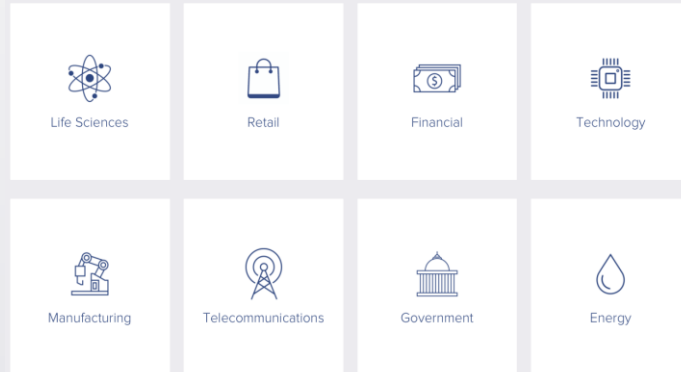 Life Sciences
Retail
Financial
Technology
Manufacturing
Telecommunications
Government
Energy